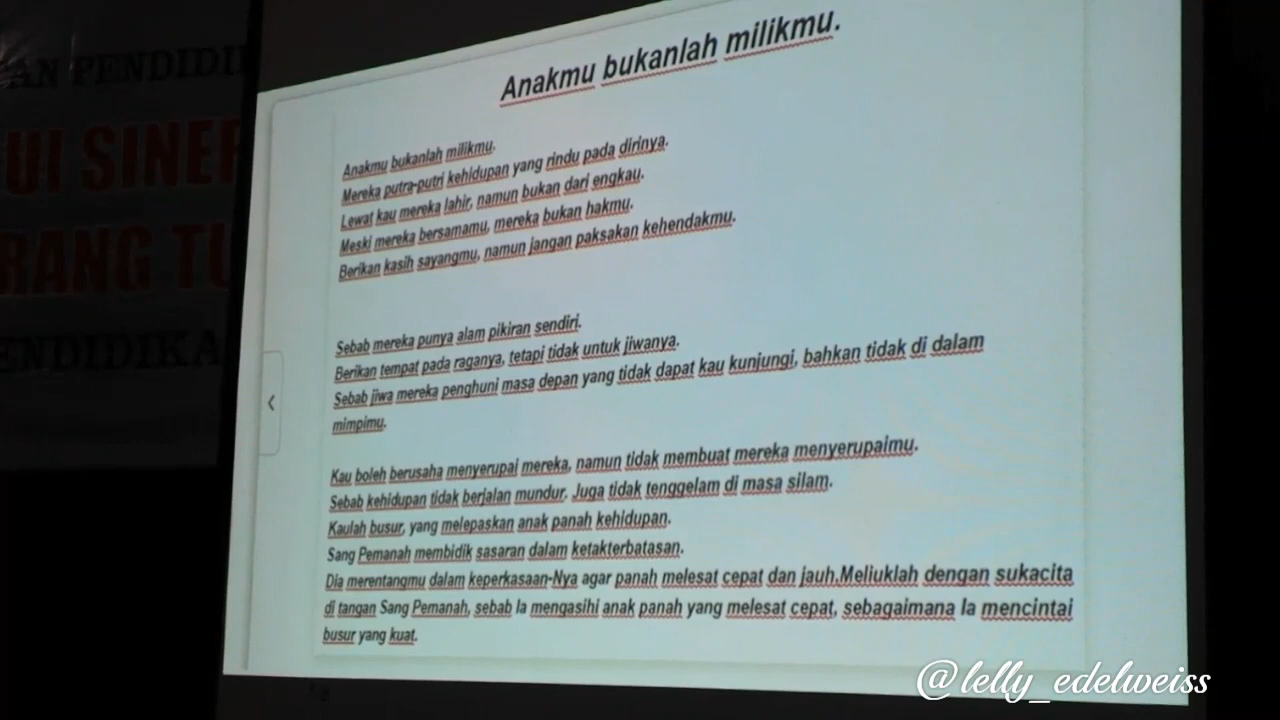 AN PENDIDI
UI SINER
RANG TU
ENDIDIKA
Anakmu bukanlah milikmu.
Anakmu bukanlah milikmu.
Mereka putra-putri kehidupan yang rindu pada dirinya.
Lewat kau mereka lahir, namun bukan dari engkau.
Meski mereka bersamamu, mereka bukan hakmu.
Berikan kasih sayangmu, namun jangan paksakan kehendakmu.
Sebab mereka punya alam pikiran sendiri.
Berikan tempat pada raganya, tetapi tidak untuk jiwanya.
Sebab jiwa mereka penghuni masa depan yang tidak dapat kau kunjungi, bahkan tidak di dalam
mimpimu.
Kau boleh berusaha menyerupai mereka, namun tidak membuat mereka menyerupaimu.
Sebab kehidupan tidak berjalan mundur. Juga tidak tenggelam di masa silam.
Kaulah busur, yang melepaskan anak panah kehidupan.
Sang Pemanah membidik sasaran dalam ketakterbatasan.
Dia merentangmu dalam keperkasaan-Nya agar panah melesat cepat dan jauh.Meliuklah dengan sukacita
di tangan Sang Pemanah, sebab Ia mengasihi anak panah yang melesat cepat, sebagaimana Ia mencintai
busur yang kuat.
@lelly_edelweiss